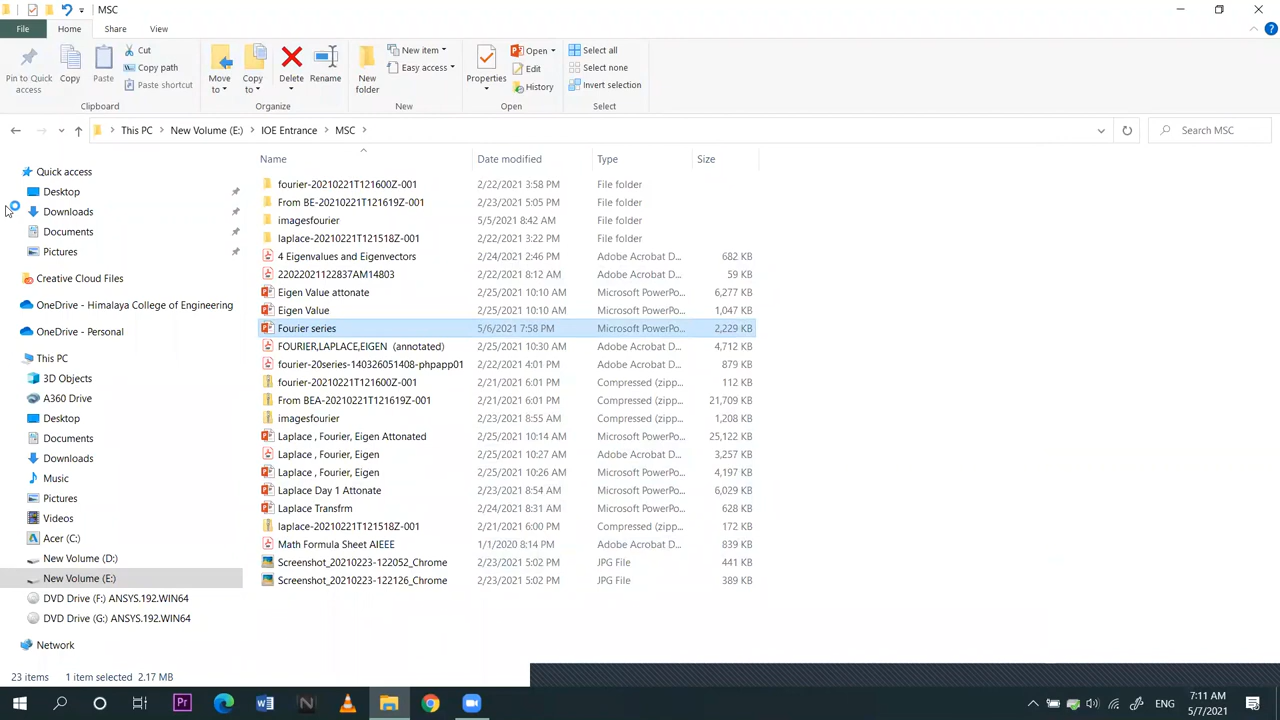 MSC
File Home Share View
Pin to Quick access
Copy
Paste
Cut
Copy path
Paste shortcut
Move to
Copy to
Delete
Rename
New folder
New item
Easy access
Properties
Open
Edit
History
Select all
Select none
Invert selection
Clipboard Organize New Open Select
This PC New Volume (E:) IOE Entrance MSC
Search MSC
Name Date modified Type Size
fourier-20210221T121600Z-001 2/22/2021 3:58 PM File folder
From BE-20210221T121619Z-001 2/23/2021 5:05 PM File folder
imagesfourier 5/5/2021 8:42 AM File folder
laplace-20210221T121518Z-001 2/22/2021 3:22 PM File folder
4 Eigenvalues and Eigenvectors 2/24/2021 2:46 PM Adobe Acrobat D... 682 KB
22022021122837AM14803 2/22/2021 8:12 AM Adobe Acrobat D... 59 KB
Eigen Value attonate 2/25/2021 10:10 AM Microsoft PowerPo... 6,277 KB
Eigen Value 2/25/2021 10:10 AM Microsoft PowerPo... 1,047 KB
Fourier series 5/6/2021 7:58 PM Microsoft PowerPo... 2,229 KB
FOURIER,LAPLACE,EIGEN (annotated) 2/25/2021 10:30 AM Adobe Acrobat D... 4,712 KB
fourier-20series-140326051408-phpapp01 2/22/2021 4:01 PM Adobe Acrobat D... 879 KB
fourier-20210221T121600Z-001 2/21/2021 6:01 PM Compressed (zipp... 112 KB
From BEA-20210221T121619Z-001 2/21/2021 6:01 PM Compressed (zipp... 21,709 KB
imagesfourier 2/23/2021 8:55 AM Compressed (zipp... 1,208 KB
Laplace , Fourier, Eigen Attonated 2/25/2021 10:14 AM Microsoft PowerPo... 25,122 KB
Laplace , Fourier, Eigen 2/25/2021 10:27 AM Adobe Acrobat D... 3,257 KB
Laplace , Fourier, Eigen 2/25/2021 10:26 AM Microsoft PowerPo... 4,197 KB
Laplace Day 1 Attonate 2/23/2021 8:54 AM Microsoft PowerPo... 6,029 KB
Laplace Transfrm 2/24/2021 8:31 AM Microsoft PowerPo... 628 KB
laplace-20210221T121518Z-001 2/21/2021 6:00 PM Compressed (zipp... 172 KB
Math Formula Sheet AIEEE 1/1/2020 8:14 PM Adobe Acrobat D... 839 KB
Screenshot_20210223-122052_Chrome 2/23/2021 5:02 PM JPG File 441 KB
Screenshot_20210223-122126_Chrome 2/23/2021 5:02 PM JPG File 389 KB
Quick access
Desktop
Downloads
Documents
Pictures
Creative Cloud Files
OneDrive - Himalaya College of Engineering
OneDrive - Personal
This PC
3D Objects
A360 Drive
Desktop
Documents
Downloads
Music
Pictures
Videos
Acer (C:)
New Volume (D:)
New Volume (E:)
DVD Drive (F:) ANSYS.192.WIN64
DVD Drive (G:) ANSYS.192.WIN64
Network
23 items 1 item selected 2.17 MB
Pr
ENG
7:11 AM
5/7/2021